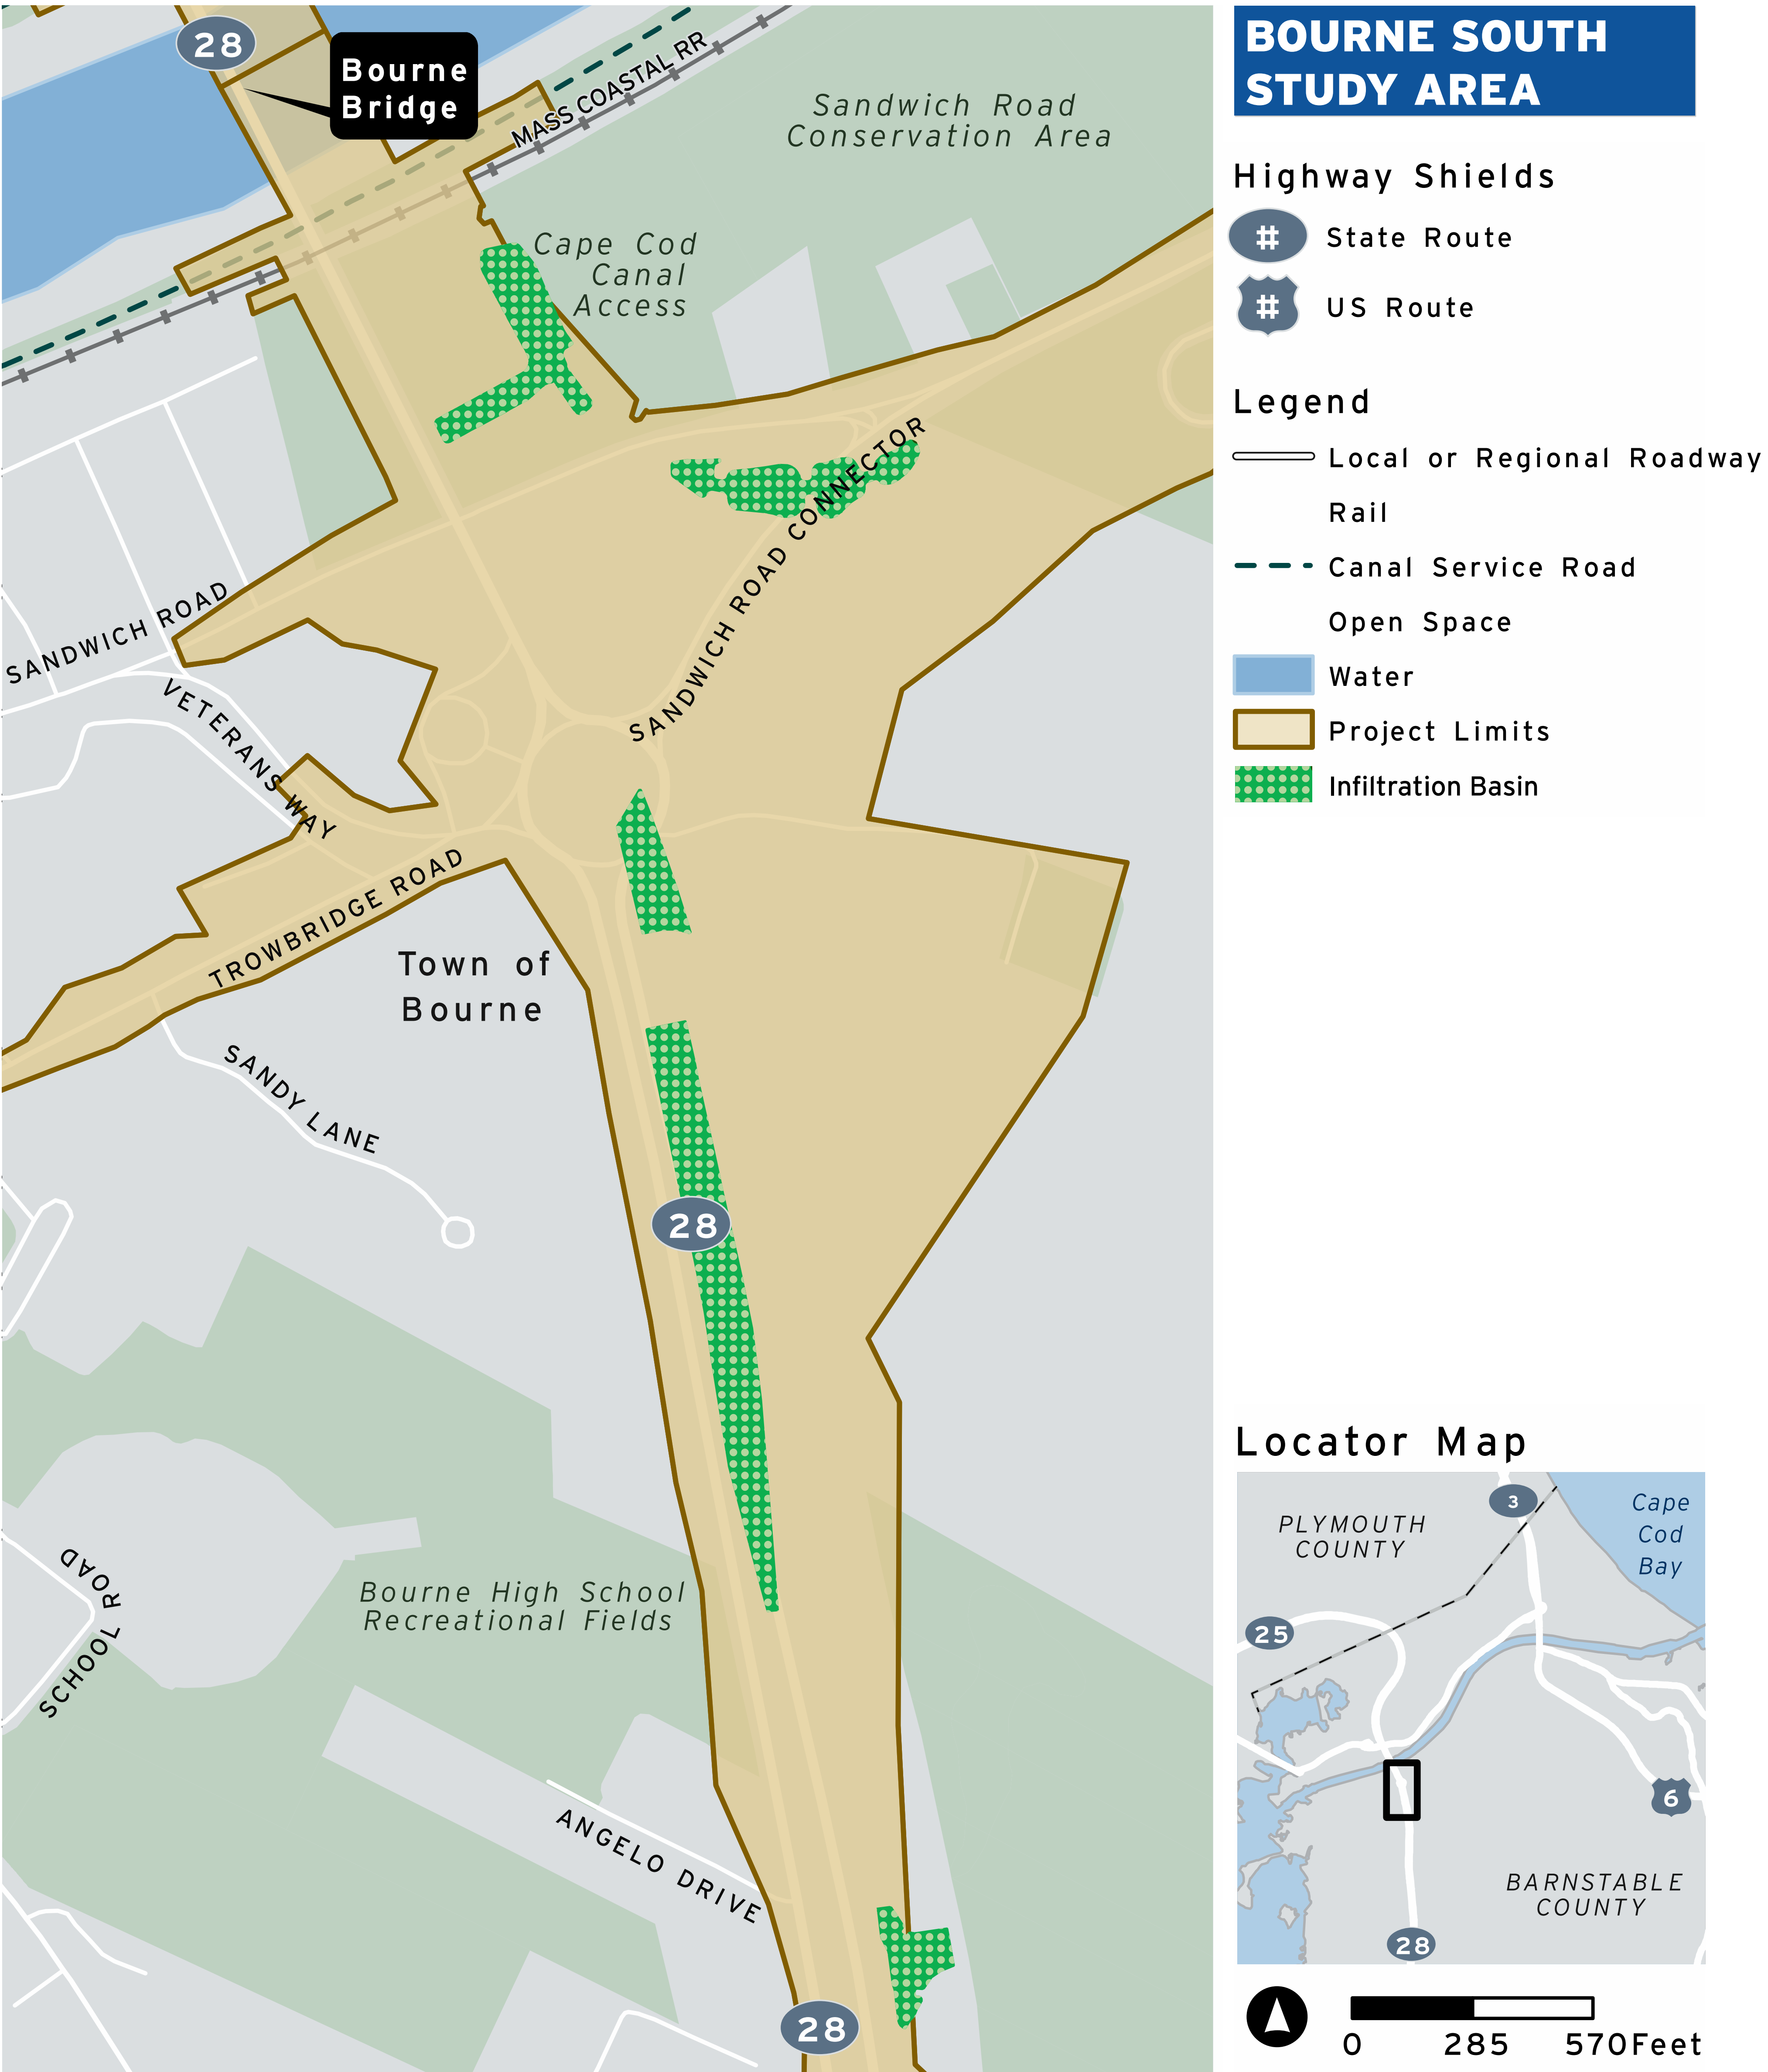 28
Bourne
Bridge
MASS COASTAL RR
Sandwich Road
Conservation Area
Cape Cod
Canal
Access
SANDWICH ROAD CONNECTOR
SANDWICH ROAD
VETERANS WAY
TROWBRIDGE ROAD
Town of
Bourne
SANDY LANE
28
Bourne High School
Recreational Fields
SCHOOL ROAD
ANGELO DRIVE
28
BOURNE SOUTH
STUDY AREA
Highway Shields
# State Route
# US Route
Legend
Local or Regional Roadway
Rail
Canal Service Road
Open Space
Water
Project Limits
Infiltration Basin
Locator Map
3
PLYMOUTH
COUNTY
Cape
Cod
Bay
25
6
BARNSTABLE
COUNTY
28
0 285 570 Feet